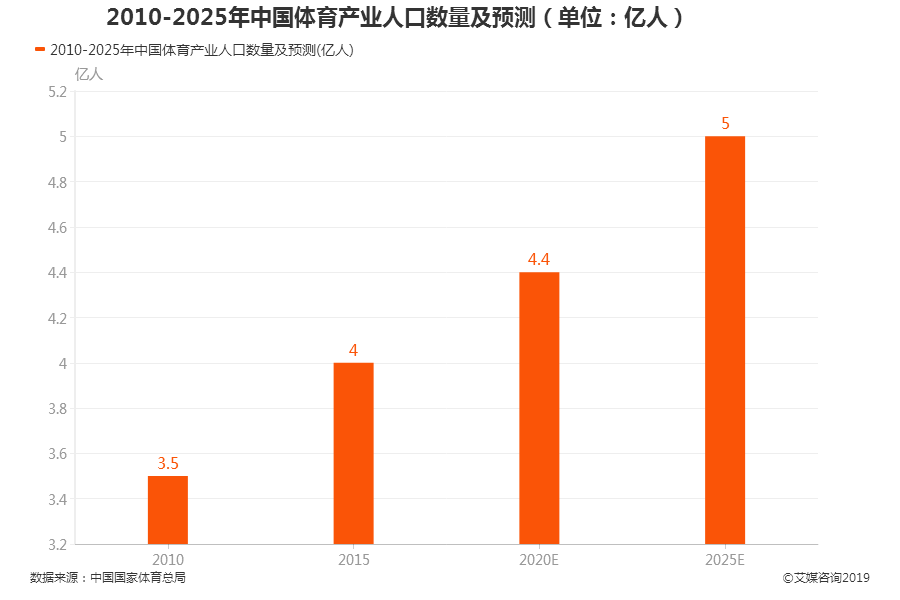 2010-2025年中国体育产业人口数量及预测（单位：亿人）
2010-2025年中国体育产业人口数量及预测(亿人)
亿人
5.2
5
4.8
4.6
4.4
4.2
4
3.8
3.6
3.4
3.2
3.5
4
4.4
5
2010
2015
2020E
2025E
数据来源：中国国家体育总局
©艾媒咨询2019